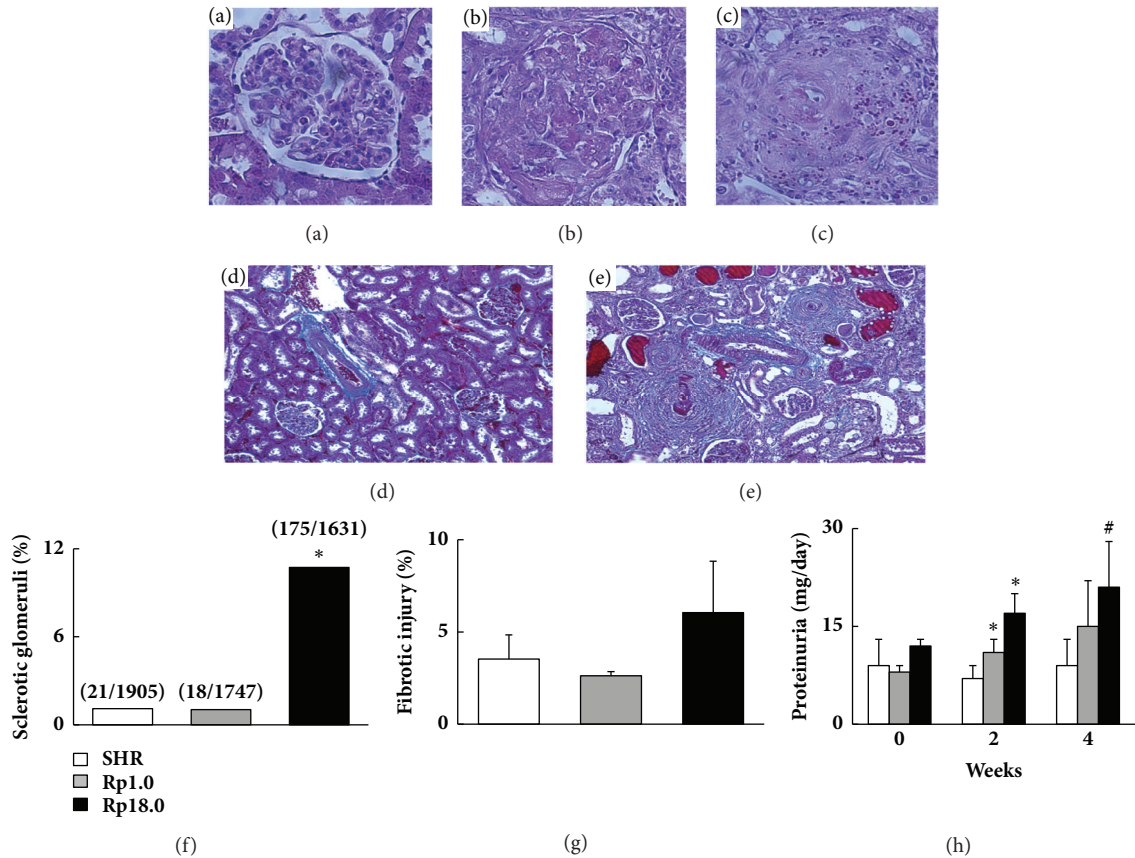 (a)
(b)
(c)
(a)
(b)
(c)
(d)
(e)
(d)
(e)
Sclerotic glomeruli (%)
12
6
0
(21/1905)
(18/1747)
(175/1631)
*
SHR
Rp1.0
Rp18.0
(f)
Fibrotic injury (%)
10
5
0
(g)
Proteinuria (mg/day)
30
15
0
*
*
#
0
2
4
Weeks
(h)